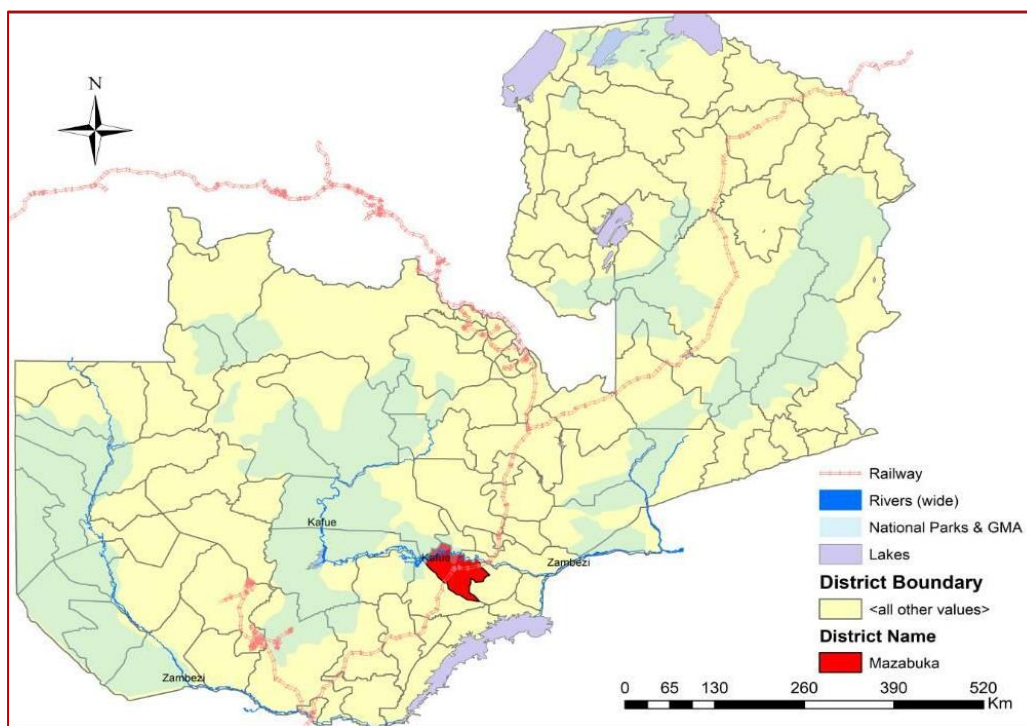 N
Kafue
Kafue
Zambezi
Zambezi
Railway
Rivers (wide)
National Parks & GMA
Lakes
District Boundary
<all other values>
District Name
Mazabuka
0 65 130 260 390 520
Km